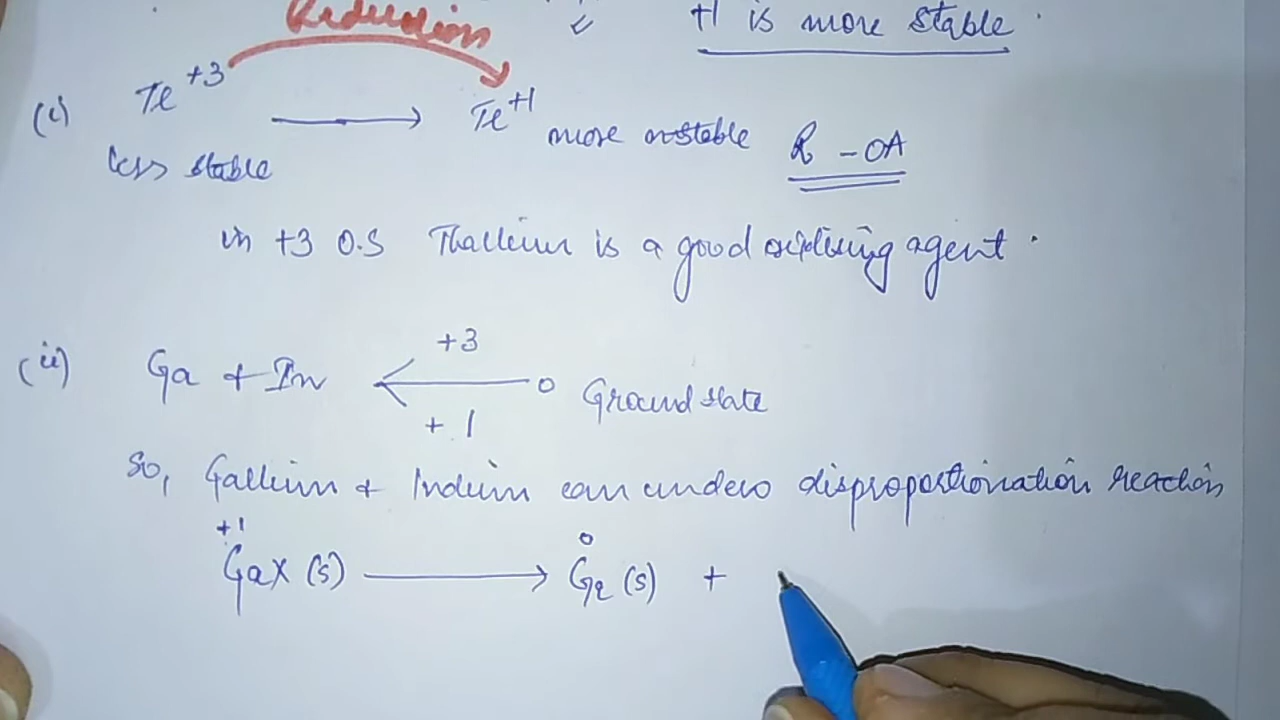 Reduction
+1 is more stable .
(i) Tl +3 ⟶ Tl +1 more stable R - OA
less stable
in +3 O.S Thallium is a good oxidising agent .
(ii) Ga + In +3 +1 0 Ground state
So, Gallium + Indium can undero disproportionation reaction
+1 0
GaX (s) ⟶ Ga (s) +